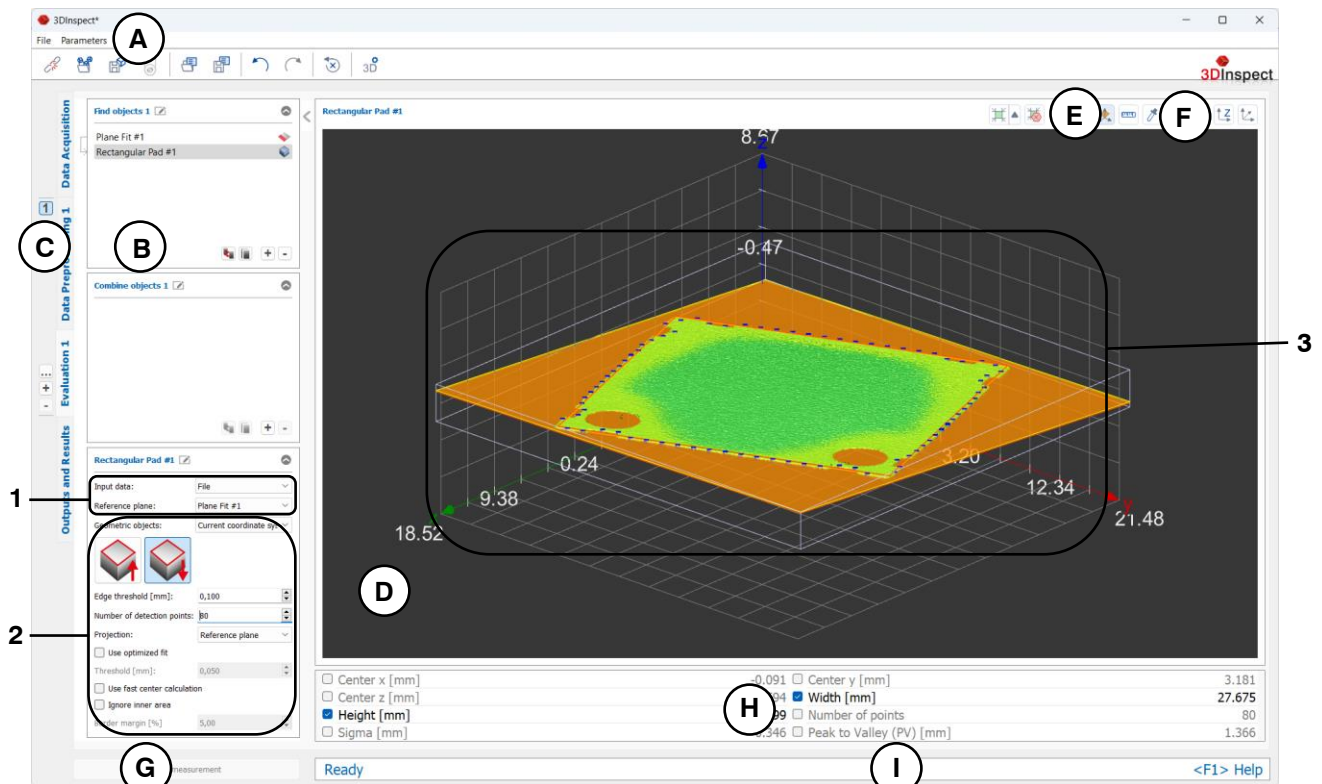 3DInspect*
File Parameters
A
3D
3DInspect
Data Acquisition
Evaluation 1
Outputs and Results
1
C
...
+
-
Find objects 1
Plane Fit #1
Rectangular Pad #1
B
+ -
Combine objects 1
+ -
Rectangular Pad #1
1
Input data: File
Reference plane: Plane Fit #1
Geometric objects: Current coordinate sy
2
Edge threshold [mm]: 0,100
Number of detection points: 80
Projection: Reference plane
Use optimized fit
Threshold [mm]: 0,050
Use fast center calculation
Ignore inner area
Border margin [%] 5,00
G
Rectangular Pad #1
E
F
Z
8.67
z
-0.47
3
0.24
3.20
9.38
12.34
y
18.52
21.48
D
Center x [mm] -0.091 Center y [mm] 3.181
Center z [mm] Width [mm] 27.675
H
Height [mm] Number of points 80
Sigma [mm] Peak to Valley (PV) [mm] 1.366
Ready
I
<F1> Help